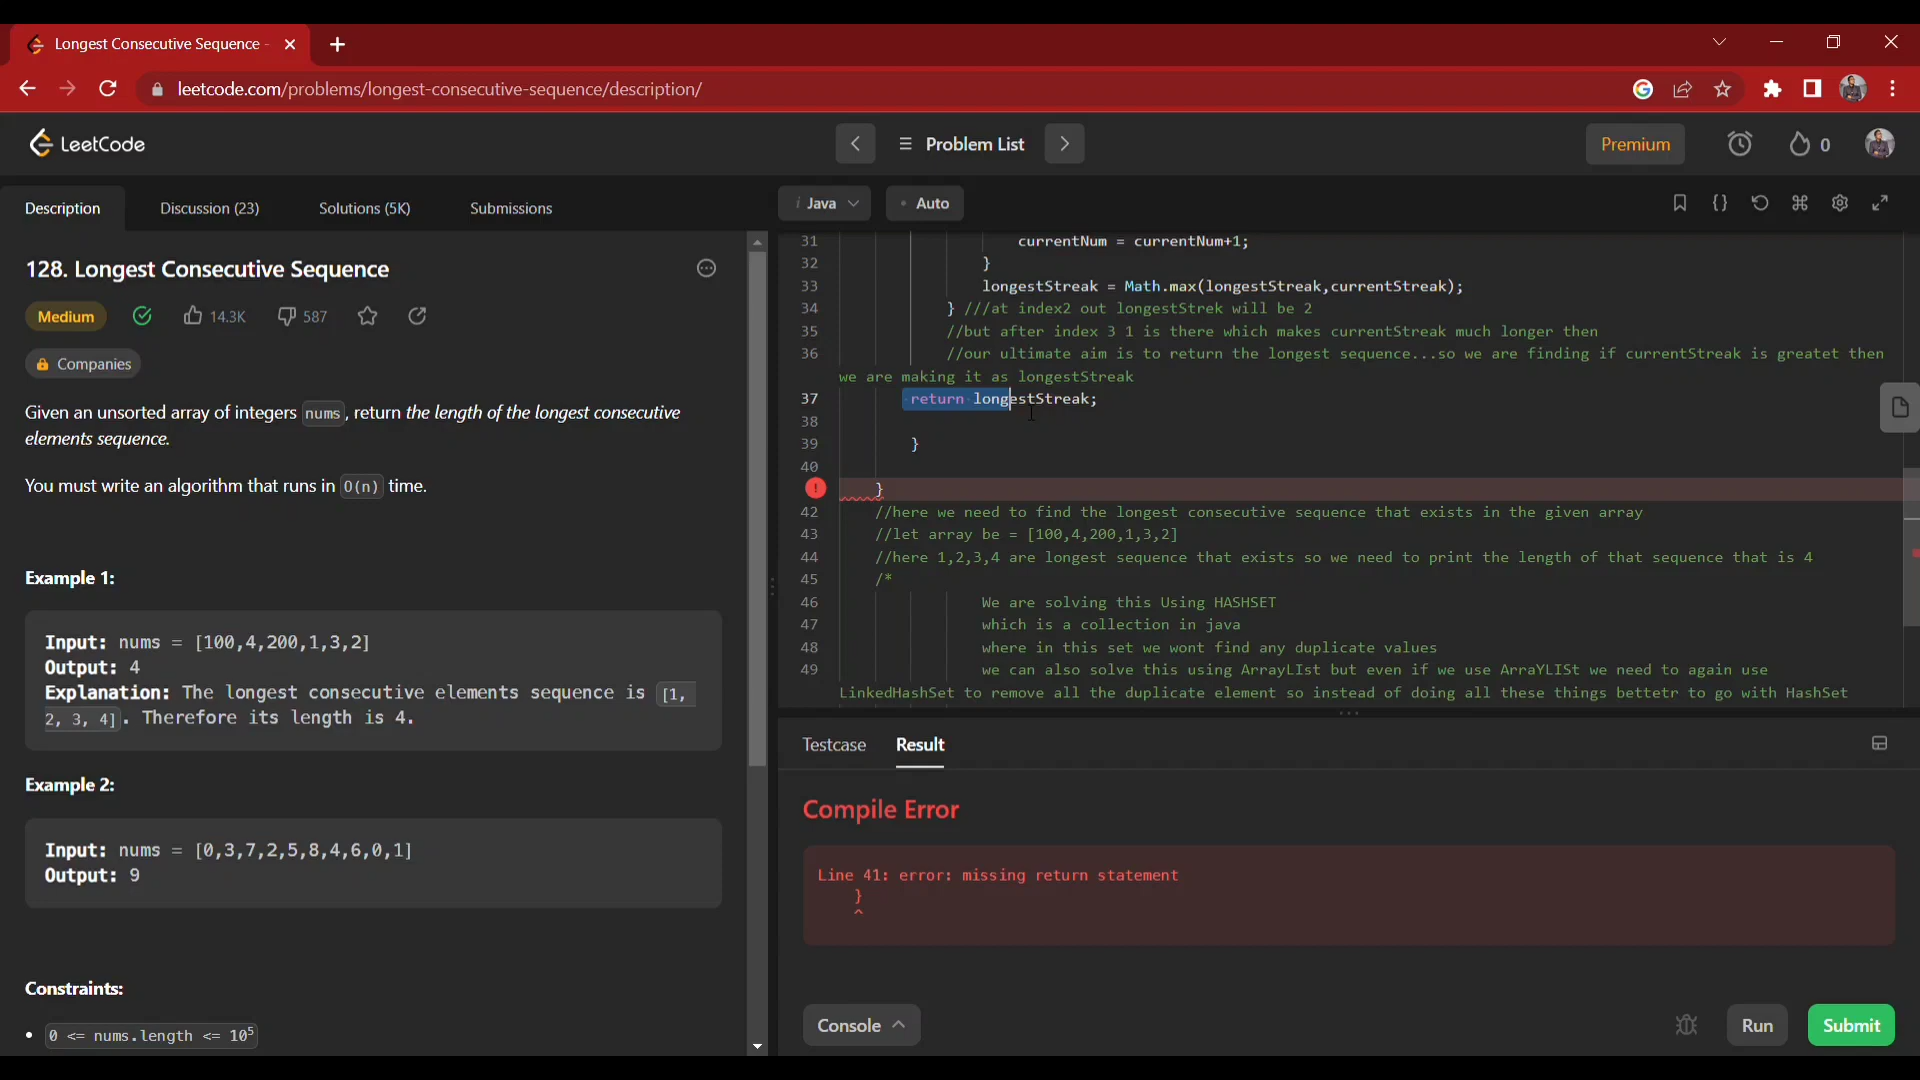 Longest Consecutive Sequence -
leetcode.com/problems/longest-consecutive-sequence/description/
LeetCode
Problem List
Premium
0
Description
Discussion (23)
Solutions (5K)
Submissions
Java
Auto
128. Longest Consecutive Sequence
Medium
14.3K
587
Companies
Given an unsorted array of integers nums, return the length of the longest consecutive
elements sequence.
You must write an algorithm that runs in O(n) time.
Example 1:
Input: nums = [100,4,200,1,3,2]
Output: 4
Explanation: The longest consecutive elements sequence is [1,
2, 3, 4]. Therefore its length is 4.
Example 2:
Input: nums = [0,3,7,2,5,8,4,6,0,1]
Output: 9
Constraints:
• 0 <= nums.length <= 10⁵
31 currentNum = currentNum+1;
32 }
33 longestStreak = Math.max(longestStreak,currentStreak);
34 } ///at index2 out longestStrek will be 2
35 //but after index 3 1 is there which makes currentStreak much longer then
36 //our ultimate aim is to return the longest sequence...so we are finding if currentStreak is greatet then
we are making it as longestStreak
37 return longestStreak;
38
39 }
40
! }
42 //here we need to find the longest consecutive sequence that exists in the given array
43 //let array be = [100,4,200,1,3,2]
44 //here 1,2,3,4 are longest sequence that exists so we need to print the length of that sequence that is 4
45 /*
46 We are solving this Using HASHSET
47 which is a collection in java
48 where in this set we wont find any duplicate values
49 we can also solve this using ArrayLIst but even if we use ArraYLISt we need to again use
LinkedHashSet to remove all the duplicate element so instead of doing all these things bettetr to go with HashSet
Testcase
Result
Compile Error
Line 41: error: missing return statement
}
^
Console
Run
Submit